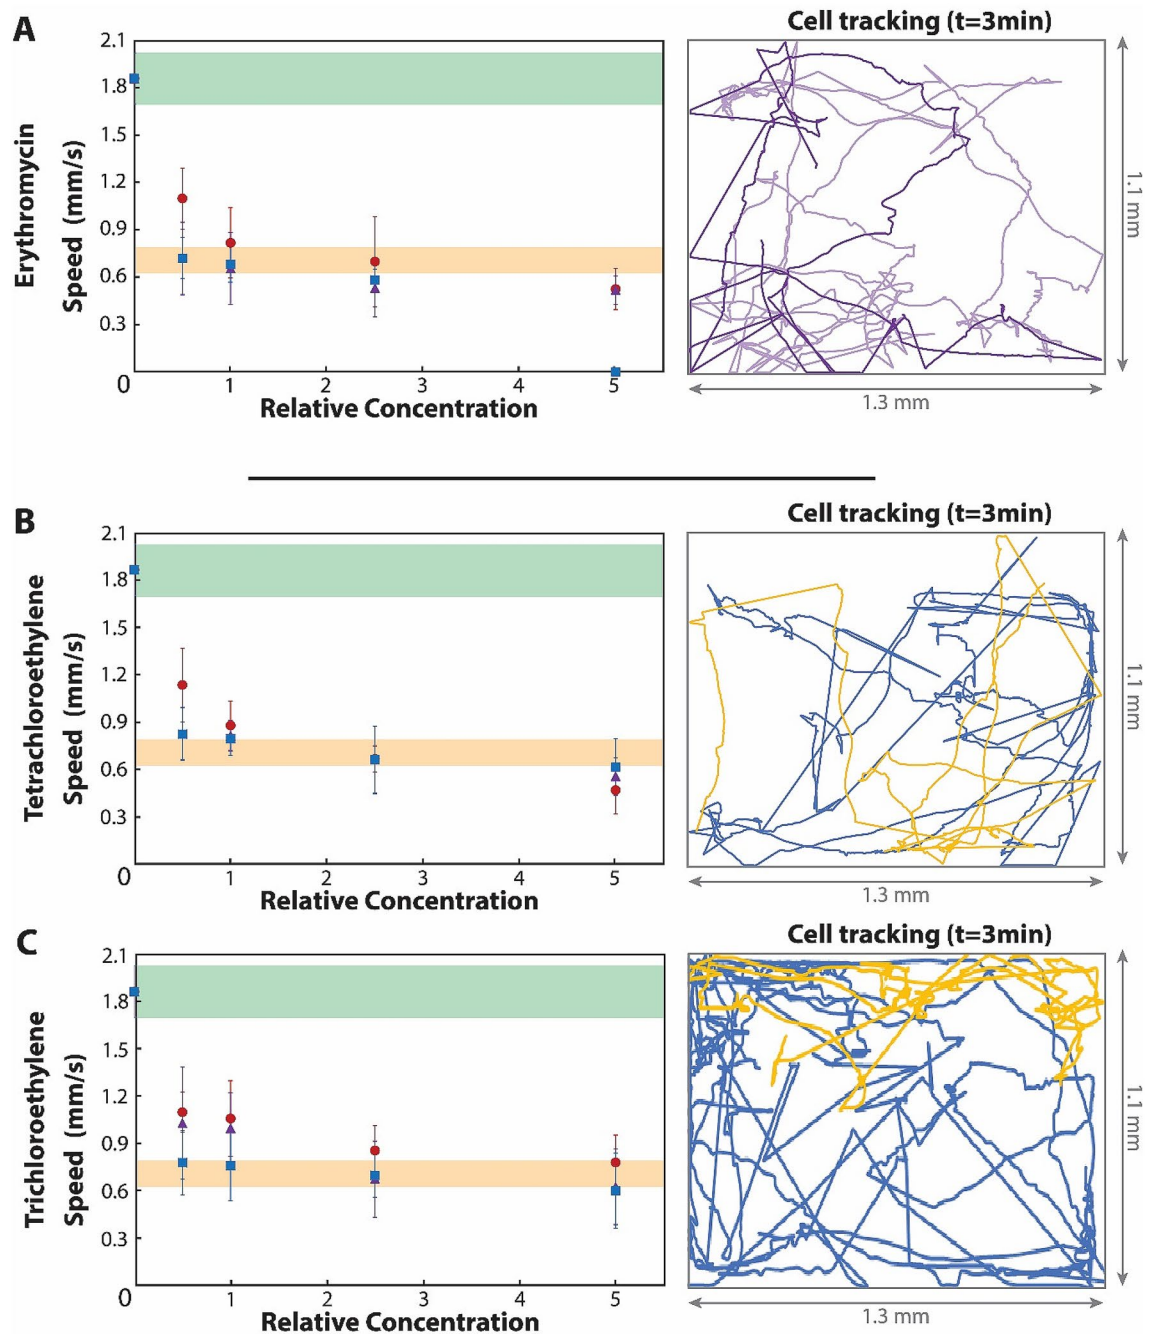 A
Cell tracking (t=3min)
Erythromycin
Speed (mm/s)
2.1
1.8
1.5
1.2
0.9
0.6
0.3
0
1
2
3
4
5
Relative Concentration
1.1 mm
1.3 mm
B
Cell tracking (t=3min)
Tetrachloroethylene
Speed (mm/s)
2.1
1.8
1.5
1.2
0.9
0.6
0.3
0
1
2
3
4
5
Relative Concentration
1.1 mm
1.3 mm
C
Cell tracking (t=3min)
Trichloroethylene
Speed (mm/s)
2.1
1.8
1.5
1.2
0.9
0.6
0.3
0
1
2
3
4
5
Relative Concentration
1.1 mm
1.3 mm